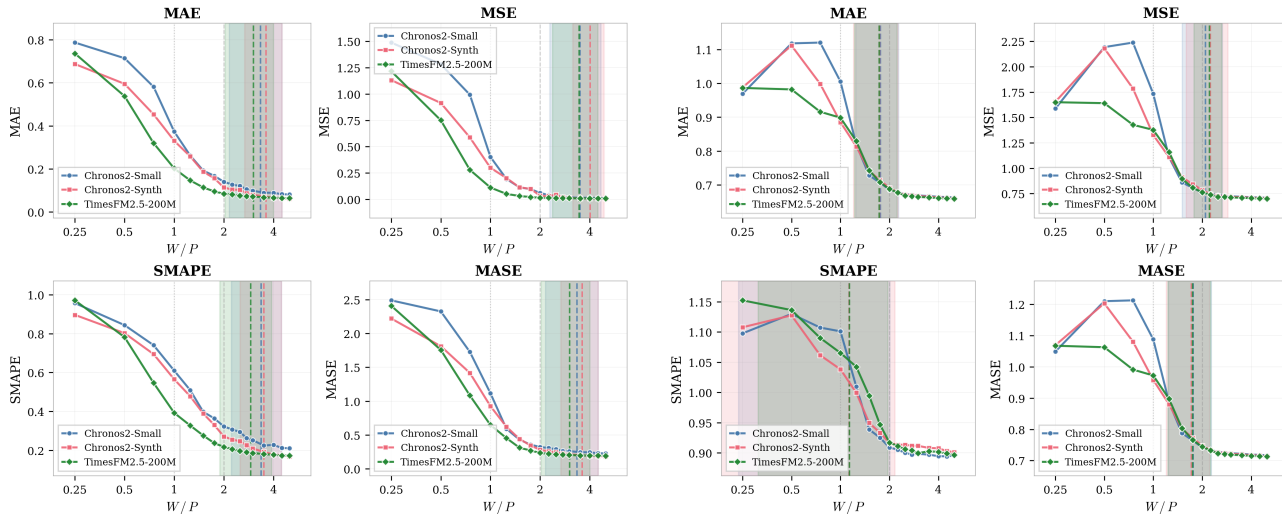 MAE
MAE
0.8
0.6
0.4
0.2
0.0
Chronos2-Small
Chronos2-Synth
TimesFM2.5-200M
0.25 0.5 1 2 4
W / P
MSE
MSE
1.50
1.25
1.00
0.75
0.50
0.25
0.00
Chronos2-Small
Chronos2-Synth
TimesFM2.5-200M
0.25 0.5 1 2 4
W / P
MAE
MAE
1.1
1.0
0.9
0.8
0.7
Chronos2-Small
Chronos2-Synth
TimesFM2.5-200M
0.25 0.5 1 2 4
W / P
MSE
MSE
2.25
2.00
1.75
1.50
1.25
1.00
0.75
Chronos2-Small
Chronos2-Synth
TimesFM2.5-200M
0.25 0.5 1 2 4
W / P
SMAPE
SMAPE
1.0
0.8
0.6
0.4
0.2
Chronos2-Small
Chronos2-Synth
TimesFM2.5-200M
0.25 0.5 1 2 4
W / P
MASE
MASE
2.5
2.0
1.5
1.0
0.5
0.0
Chronos2-Small
Chronos2-Synth
TimesFM2.5-200M
0.25 0.5 1 2 4
W / P
SMAPE
SMAPE
1.15
1.10
1.05
1.00
0.95
0.90
Chronos2-Small
Chronos2-Synth
TimesFM2.5-200M
0.25 0.5 1 2 4
W / P
MASE
MASE
1.2
1.1
1.0
0.9
0.8
0.7
Chronos2-Small
Chronos2-Synth
TimesFM2.5-200M
0.25 0.5 1 2 4
W / P